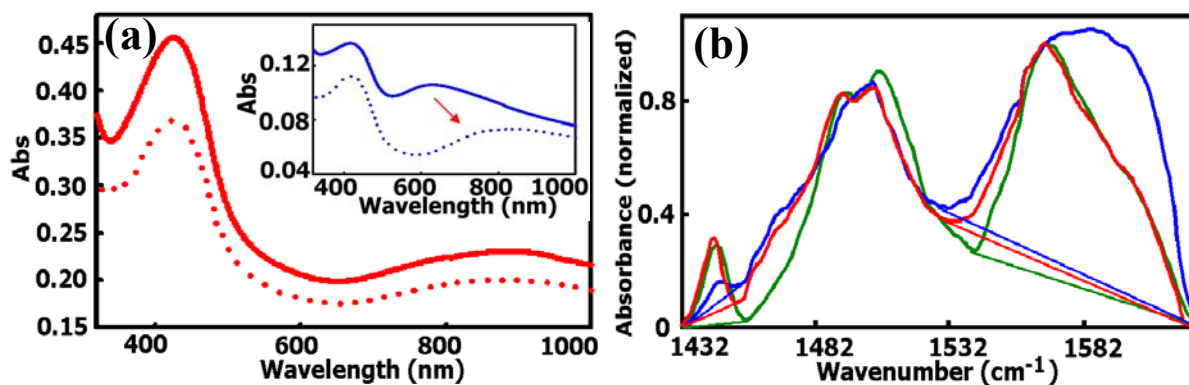 (a)
Abs
0.45
0.40
0.35
0.30
0.25
0.20
0.15
400 600 800 1000
Wavelength (nm)
Abs
0.12
0.08
0.04
400 600 800 1000
Wavelength (nm)
(b)
Absorbance (normalized)
0.8
0.4
0
1432 1482 1532 1582
Wavenumber (cm⁻¹)